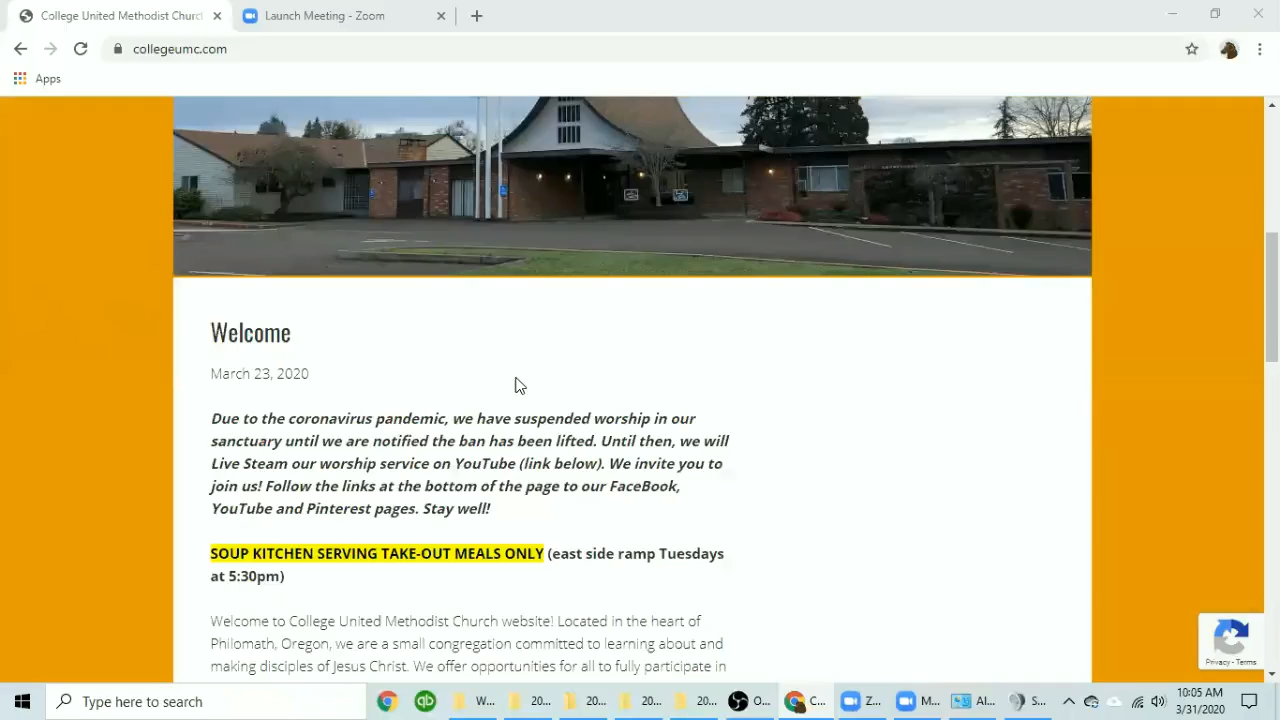 College United Methodist Churc
Launch Meeting - Zoom
collegeumc.com
Apps
Welcome
March 23, 2020
Due to the coronavirus pandemic, we have suspended worship in our
sanctuary until we are notified the ban has been lifted. Until then, we will
Live Steam our worship service on YouTube (link below). We invite you to
join us! Follow the links at the bottom of the page to our FaceBook,
YouTube and Pinterest pages. Stay well!
SOUP KITCHEN SERVING TAKE-OUT MEALS ONLY (east side ramp Tuesdays
at 5:30pm)
Welcome to College United Methodist Church website! Located in the heart of
Philomath, Oregon, we are a small congregation committed to learning about and
making disciples of Jesus Christ. We offer opportunities for all to fully participate in
Privacy - Terms
Type here to search
qb
W...
20...
20...
20...
20...
O...
C...
Z...
M...
Al...
S...
10:05 AM
3/31/2020